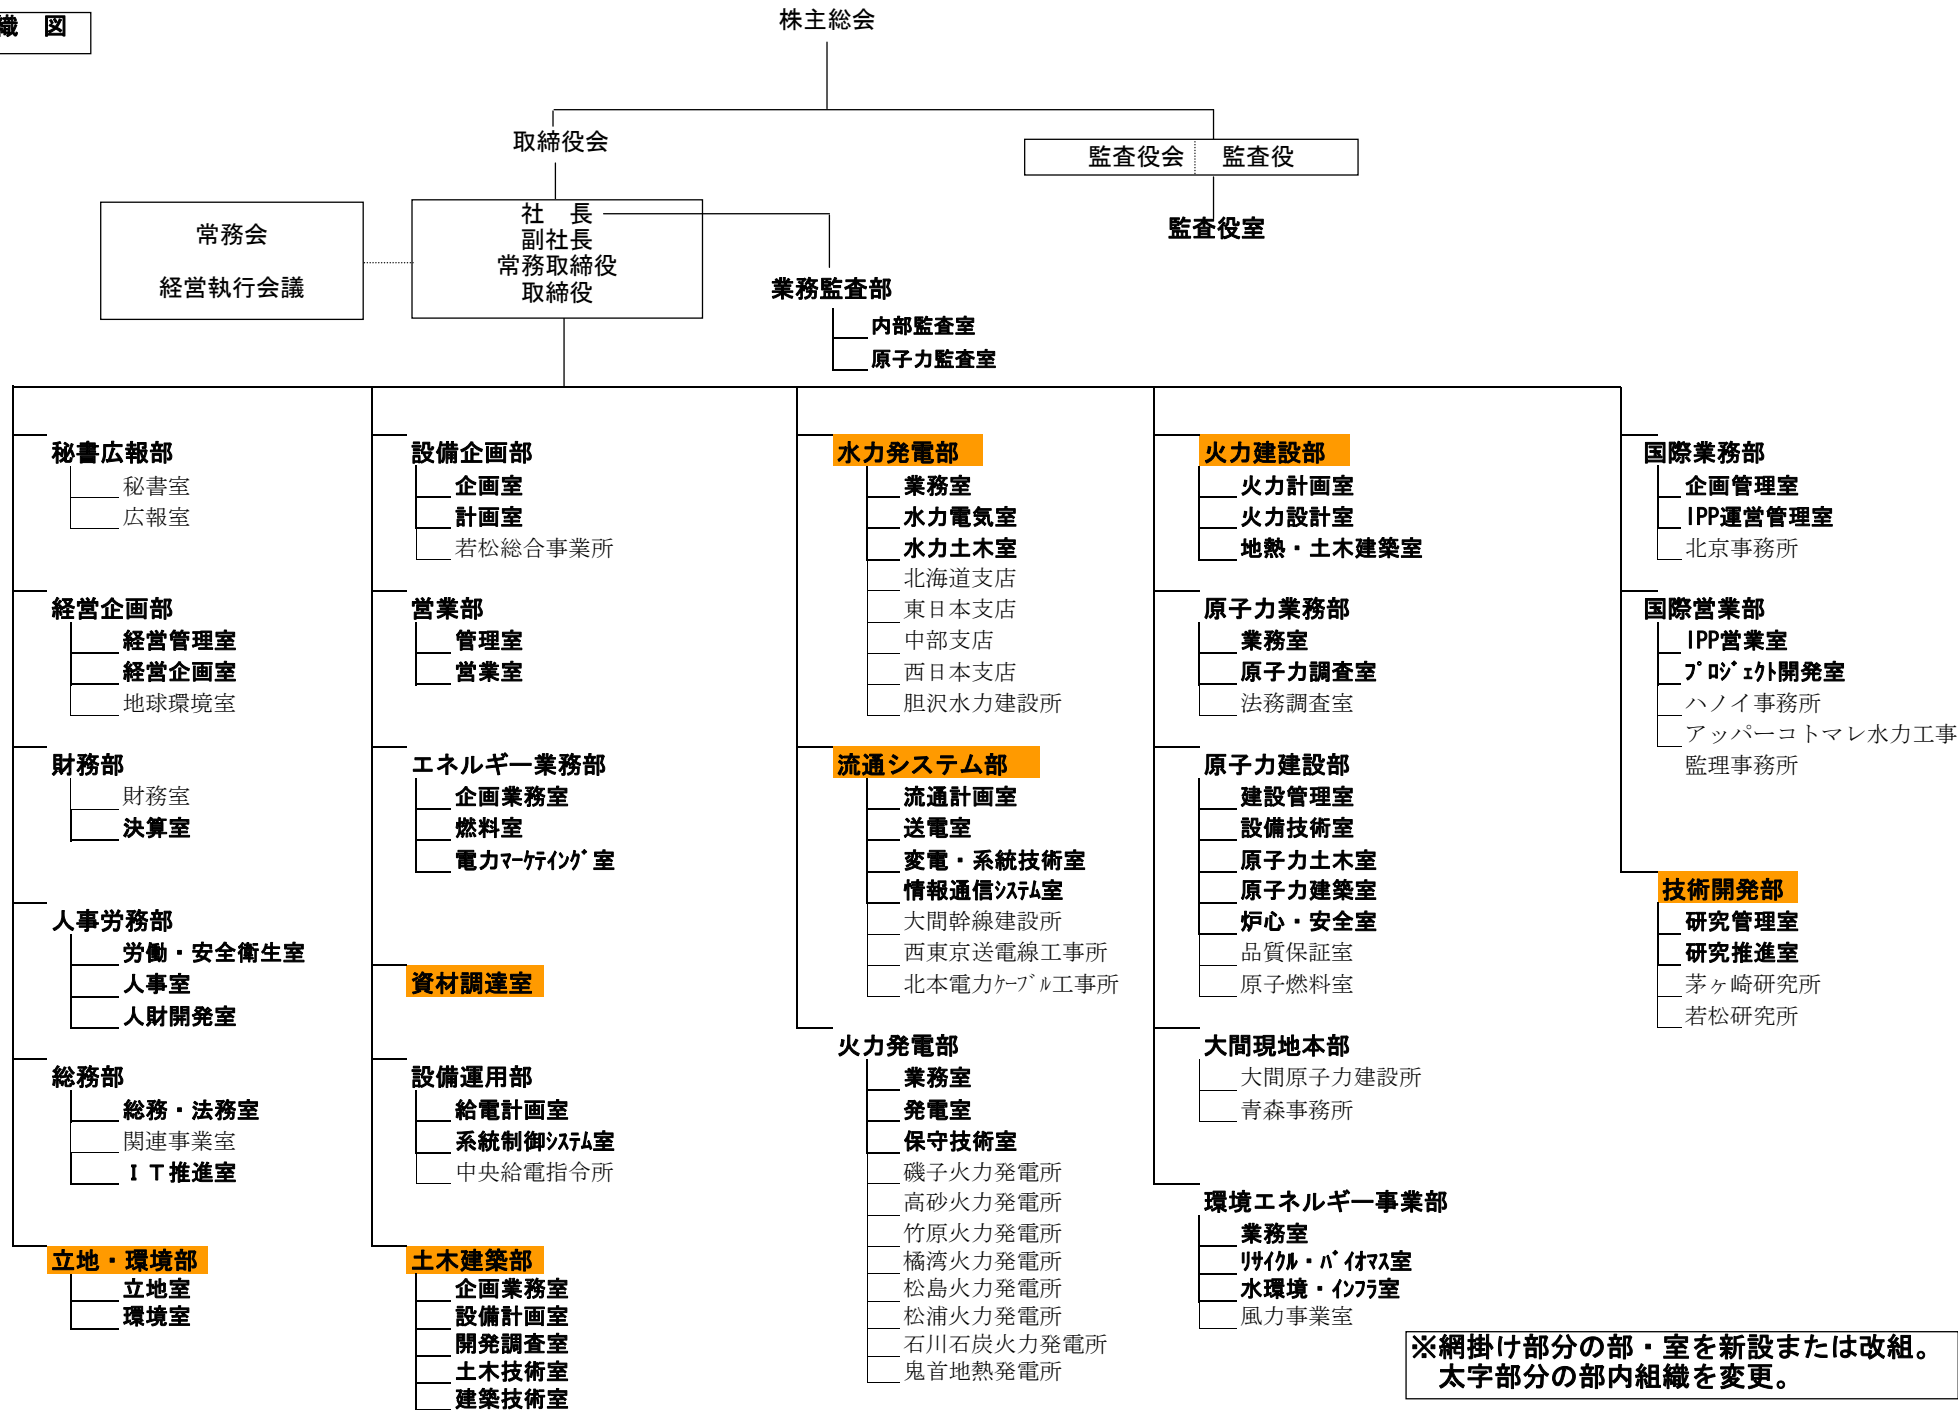 織 図
株主総会
取締役会
監査役会 監査役
監査役室
常務会
経営執行会議
社 長
副社長
常務取締役
取締役
業務監査部
内部監査室
原子力監査室
秘書広報部
秘書室
広報室
経営企画部
経営管理室
経営企画室
地球環境室
財務部
財務室
決算室
人事労務部
労働・安全衛生室
人事室
人財開発室
総務部
総務・法務室
関連事業室
IT推進室
立地・環境部
立地室
環境室
設備企画部
企画室
計画室
若松総合事業所
営業部
管理室
営業室
エネルギー業務部
企画業務室
燃料室
電力マーケティング室
資材調達室
設備運用部
給電計画室
系統制御システム室
中央給電指令所
土木建築部
企画業務室
設備計画室
開発調査室
土木技術室
建築技術室
水力発電部
業務室
水力電気室
水力土木室
北海道支店
東日本支店
中部支店
西日本支店
胆沢水力建設所
流通システム部
流通計画室
送電室
変電・系統技術室
情報通信システム室
大間幹線建設所
西東京送電線工事所
北本電力ケーブル工事所
火力発電部
業務室
発電室
保守技術室
磯子火力発電所
高砂火力発電所
竹原火力発電所
橘湾火力発電所
松島火力発電所
松浦火力発電所
石川石炭火力発電所
鬼首地熱発電所
火力建設部
火力計画室
火力設計室
地熱・土木建築室
原子力業務部
業務室
原子力調査室
法務調査室
原子力建設部
建設管理室
設備技術室
原子力土木室
原子力建築室
炉心・安全室
品質保証室
原子燃料室
大間現地本部
大間原子力建設所
青森事務所
環境エネルギー事業部
業務室
リサイクル・バイオマス室
水環境・インフラ室
風力事業室
国際業務部
企画管理室
IPP運営管理室
北京事務所
国際営業部
IPP営業室
プロジェクト開発室
ハノイ事務所
アッパーコトマレ水力工事
監理事務所
技術開発部
研究管理室
研究推進室
茅ヶ崎研究所
若松研究所
※網掛け部分の部・室を新設または改組。
太字部分の部内組織を変更。